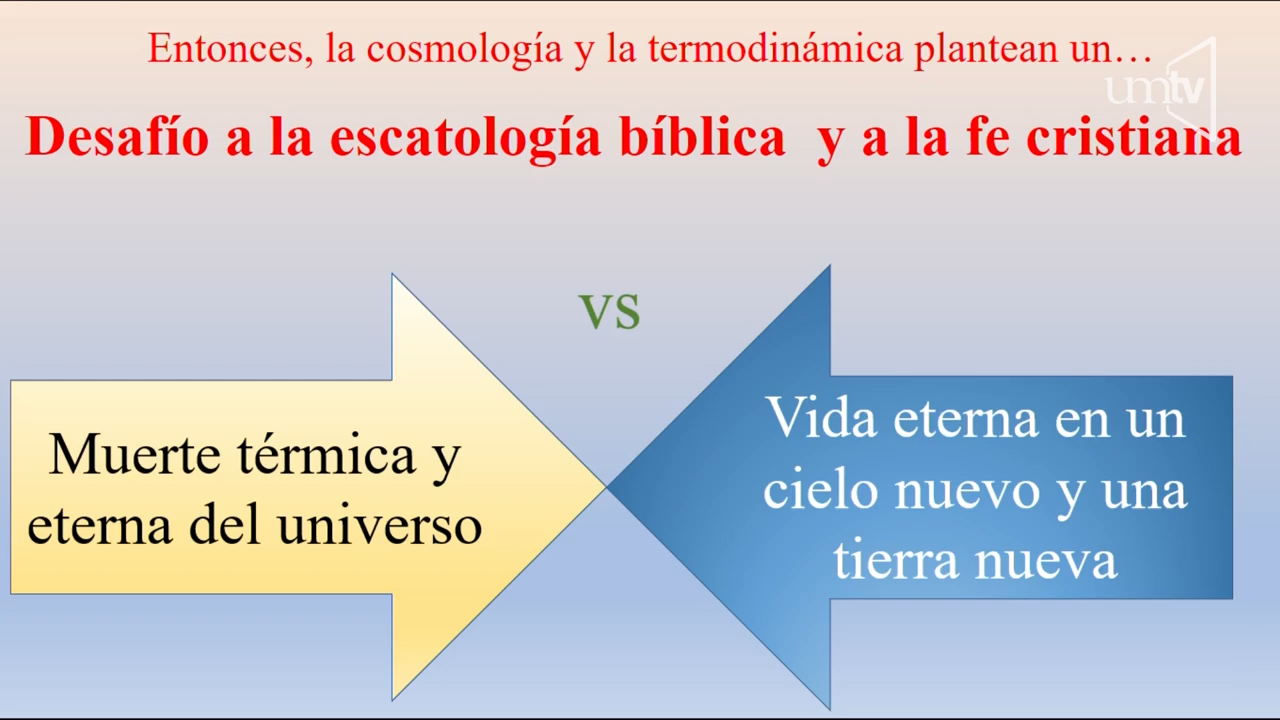 Entonces, la cosmología y la termodinámica plantean un…
umtv
Desafío a la escatología bíblica y a la fe cristiana
vs
Muerte térmica y
eterna del universo
Vida eterna en un
cielo nuevo y una
tierra nueva